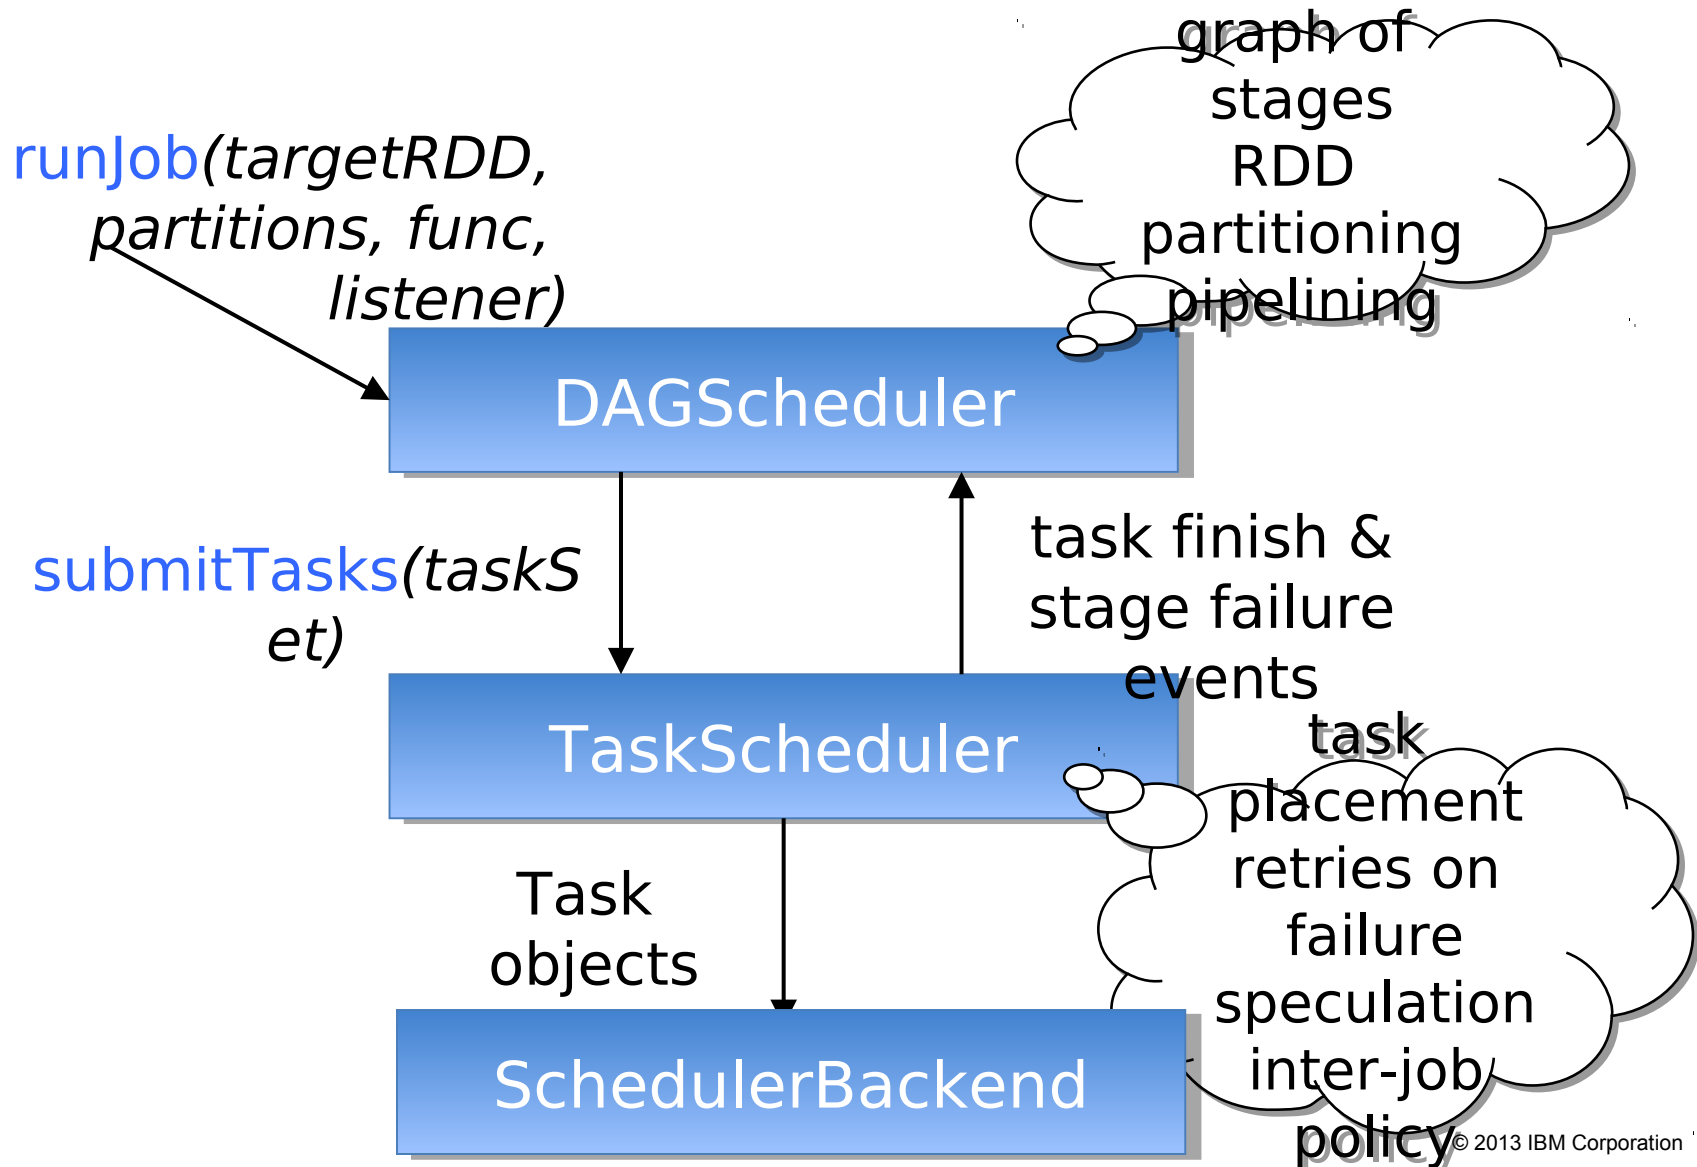 graph of
stages
RDD
partitioning
pipelining
runJob(targetRDD,
partitions, func,
listener)
DAGScheduler
submitTasks(taskS
et)
task finish &
stage failure
events
TaskScheduler
task
placement
retries on
failure
speculation
inter-job
policy
Task
objects
SchedulerBackend
© 2013 IBM Corporation